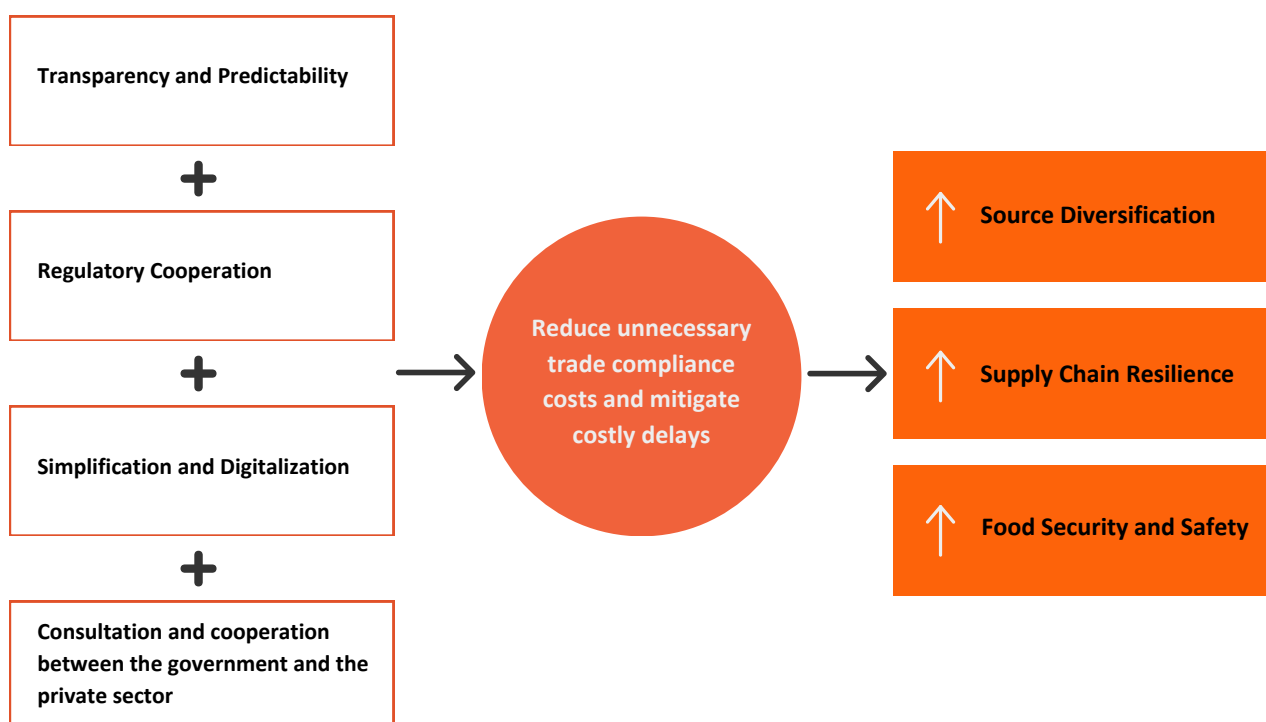 Transparency and Predictability
+
Regulatory Cooperation
+
Simplification and Digitalization
+
Consultation and cooperation
between the government and the
private sector
Reduce unnecessary
trade compliance
costs and mitigate
costly delays
Source Diversification
Supply Chain Resilience
Food Security and Safety